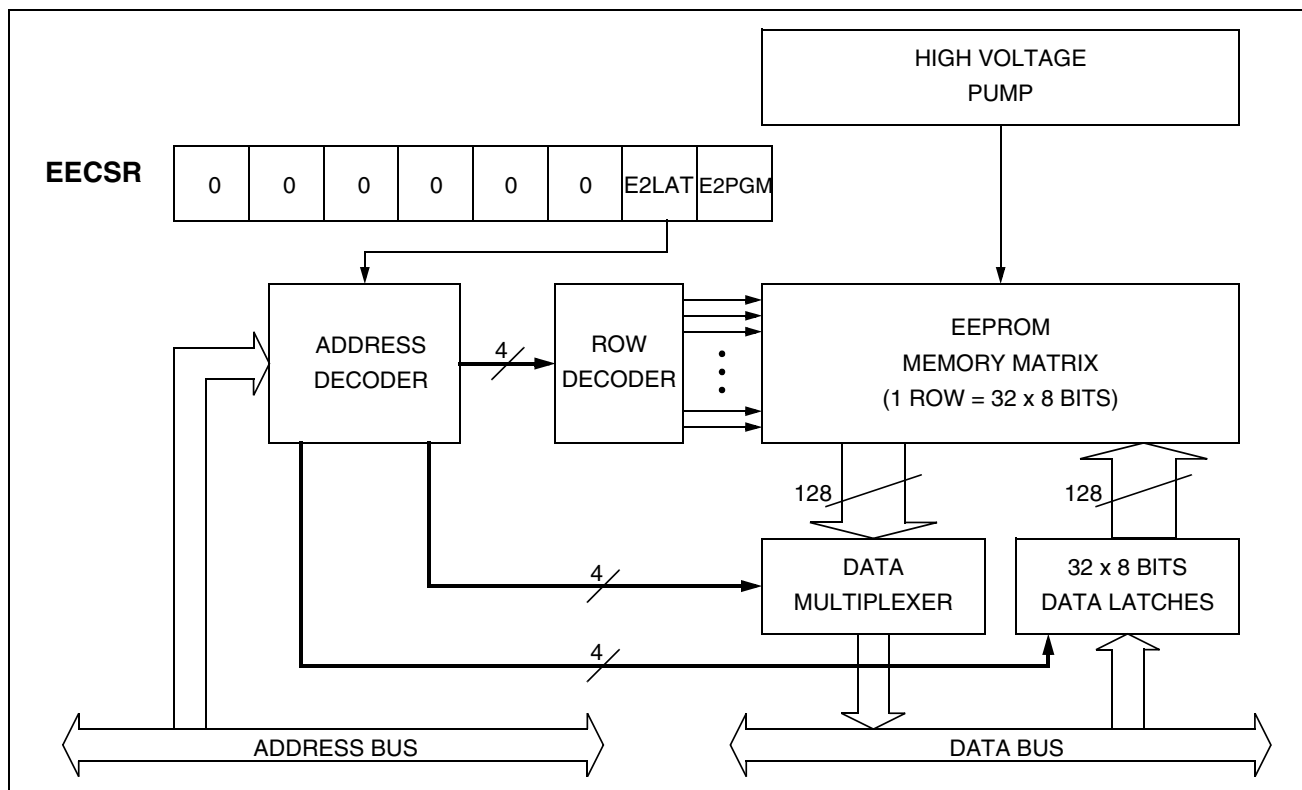 HIGH VOLTAGE
PUMP
EECSR
0 0 0 0 0 0 E2LAT E2PGM
ADDRESS
DECODER
4
ROW
DECODER
EEPROM
MEMORY MATRIX
(1 ROW = 32 x 8 BITS)
128
128
4
DATA
MULTIPLEXER
32 x 8 BITS
DATA LATCHES
4
ADDRESS BUS
DATA BUS